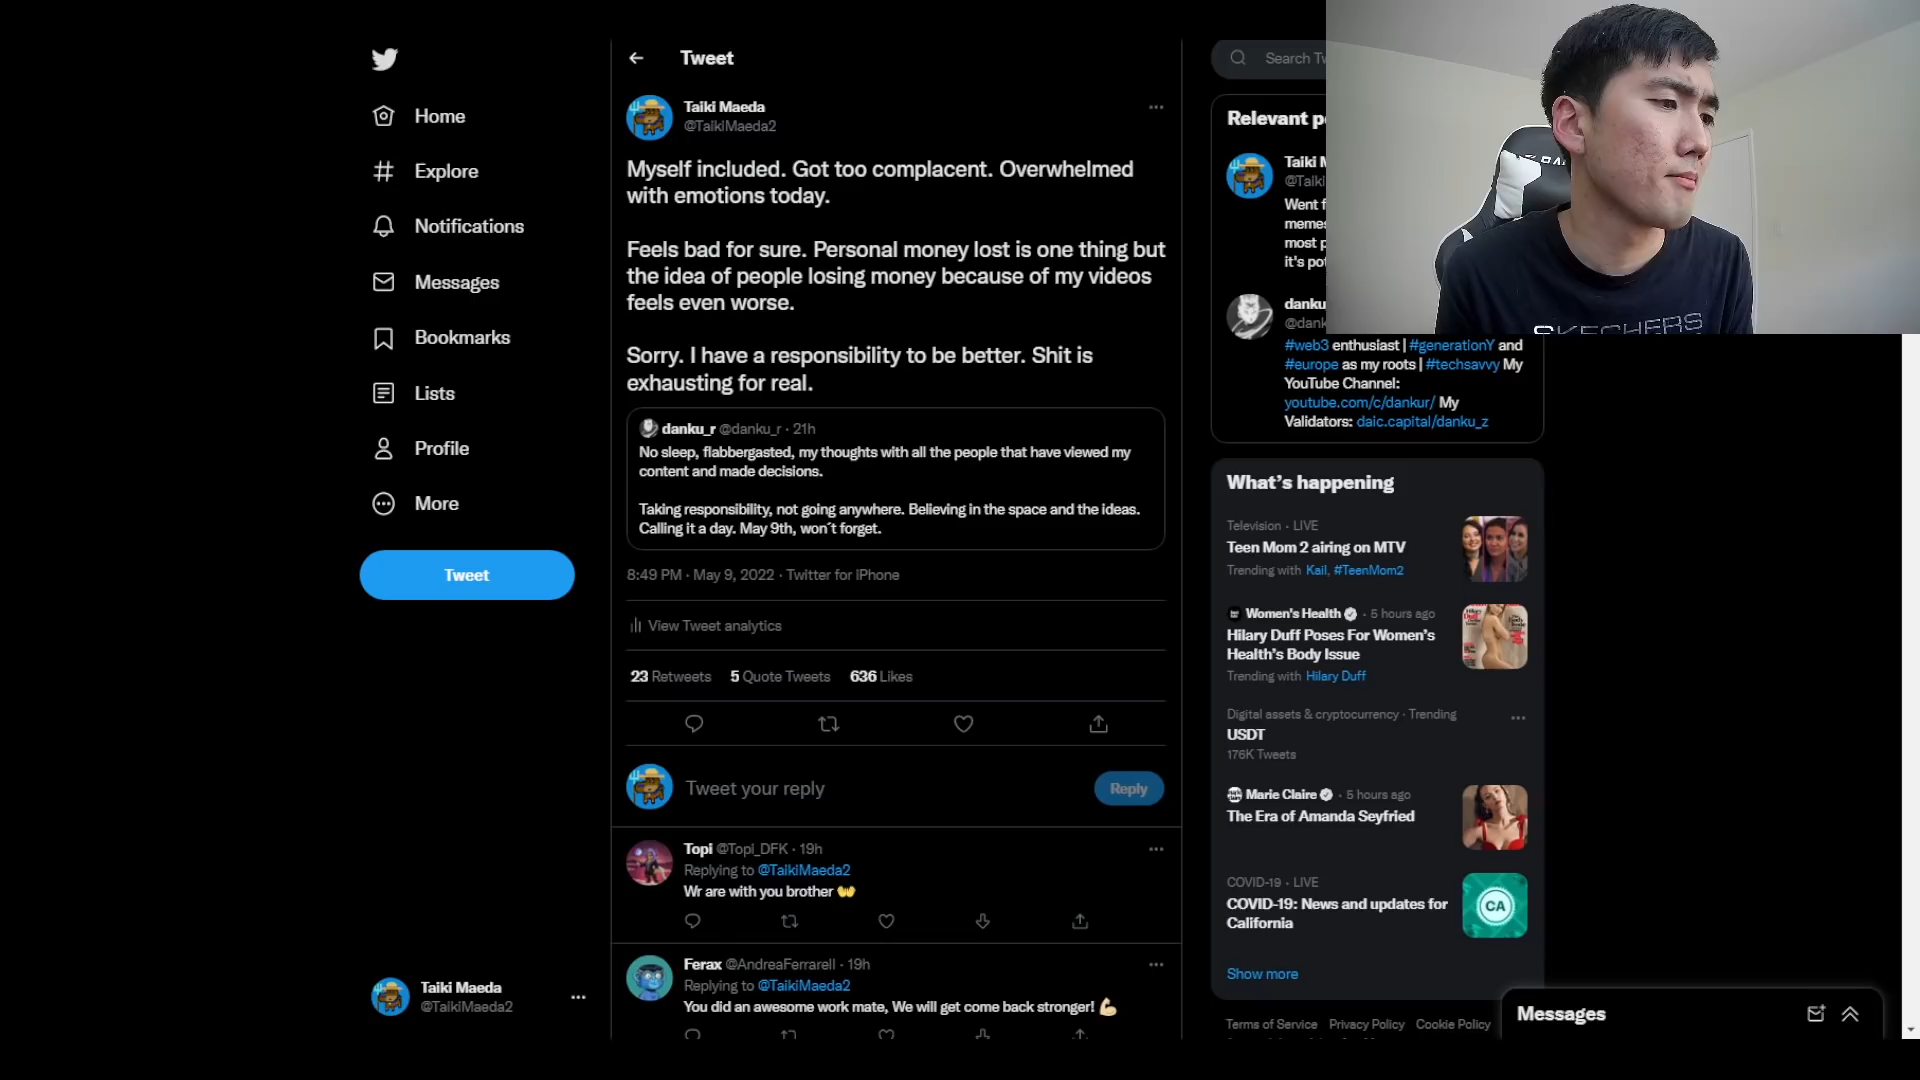 Home
Explore
Notifications
Messages
Bookmarks
Lists
Profile
More
Tweet
Taiki Maeda
@TaikiMaeda2
Tweet
Taiki Maeda
@TaikiMaeda2
Myself included. Got too complacent. Overwhelmed
with emotions today.
Feels bad for sure. Personal money lost is one thing but
the idea of people losing money because of my videos
feels even worse.
Sorry. I have a responsibility to be better. Shit is
exhausting for real.
danku_r @danku_r · 21h
No sleep, flabbergasted, my thoughts with all the people that have viewed my
content and made decisions.
Taking responsibility, not going anywhere. Believing in the space and the ideas.
Calling it a day. May 9th, won´t forget.
8:49 PM · May 9, 2022 · Twitter for iPhone
View Tweet analytics
23 Retweets 5 Quote Tweets 636 Likes
Tweet your reply
Reply
Topi @Topi_DFK · 19h
Replying to @TaikiMaeda2
Wr are with you brother
Ferax @AndreaFerrarell · 19h
Replying to @TaikiMaeda2
You did an awesome work mate, We will get come back stronger!
Search
Relevant
Taiki
@Taiki
Went
memes
most
it's
danku
@dank
#web3 enthusiast | #generationY and
#europe as my roots | #techsavvy My
YouTube Channel:
youtube.com/c/dankur/ My
Validators: daic.capital/danku_z
What's happening
Television · LIVE
Teen Mom 2 airing on MTV
Trending with Kail, #TeenMom2
Women's Health · 5 hours ago
Hilary Duff Poses For Women's
Health's Body Issue
Trending with Hilary Duff
Digital assets & cryptocurrency · Trending
USDT
176K Tweets
Marie Claire · 5 hours ago
The Era of Amanda Seyfried
COVID-19 · LIVE
COVID-19: News and updates for
California
CA
Show more
Terms of Service Privacy Policy Cookie Policy
Messages
SKECHERS